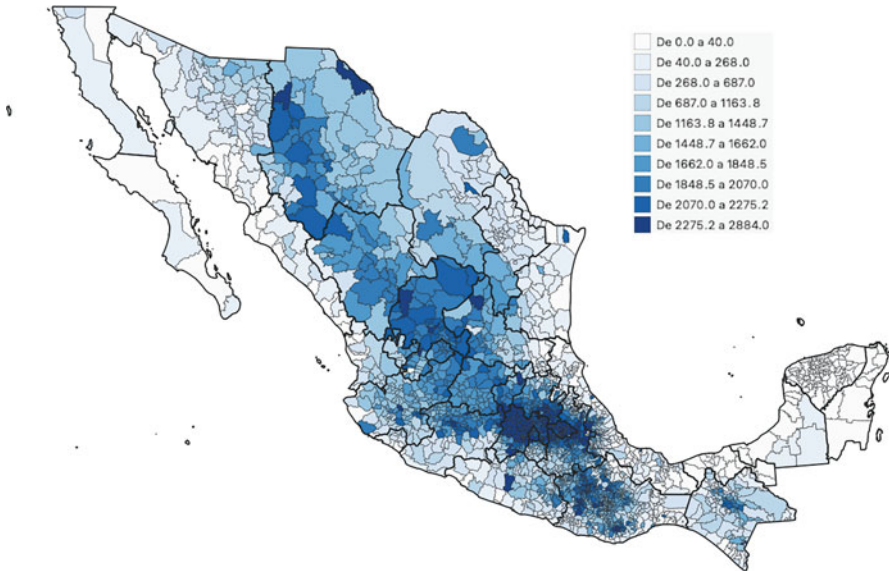 De 0.0 a 40.0
De 40.0 a 268.0
De 268.0 a 687.0
De 687.0 a 1163.8
De 1163.8 a 1448.7
De 1448.7 a 1662.0
De 1662.0 a 1848.5
De 1848.5 a 2070.0
De 2070.0 a 2275.2
De 2275.2 a 2884.0